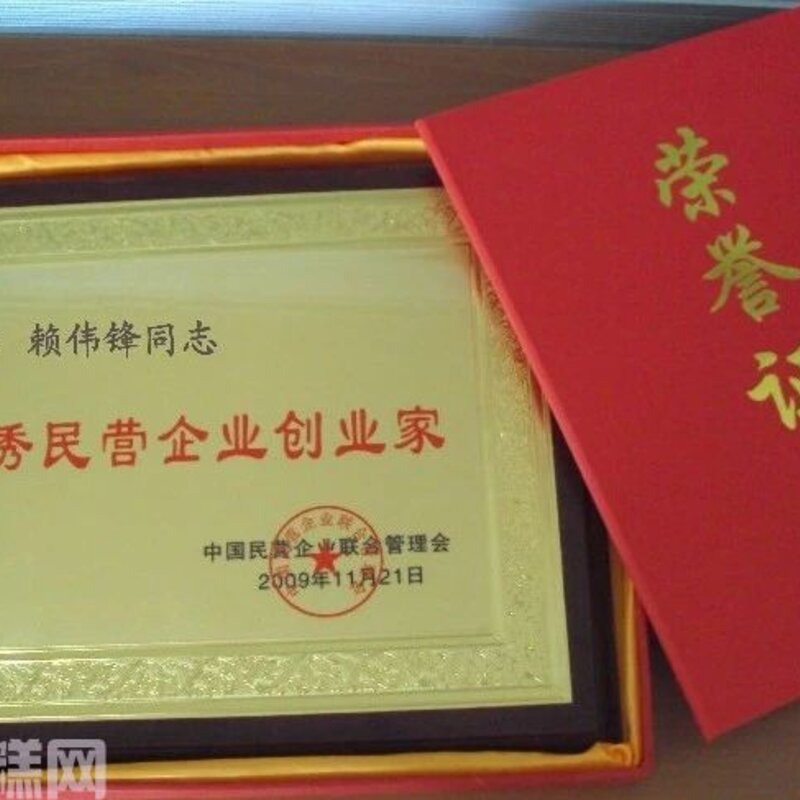 赖伟锋同志
秀民营企业创业家
中国民营企业联合管理会
2009年11月21日
荣誉证
糕网